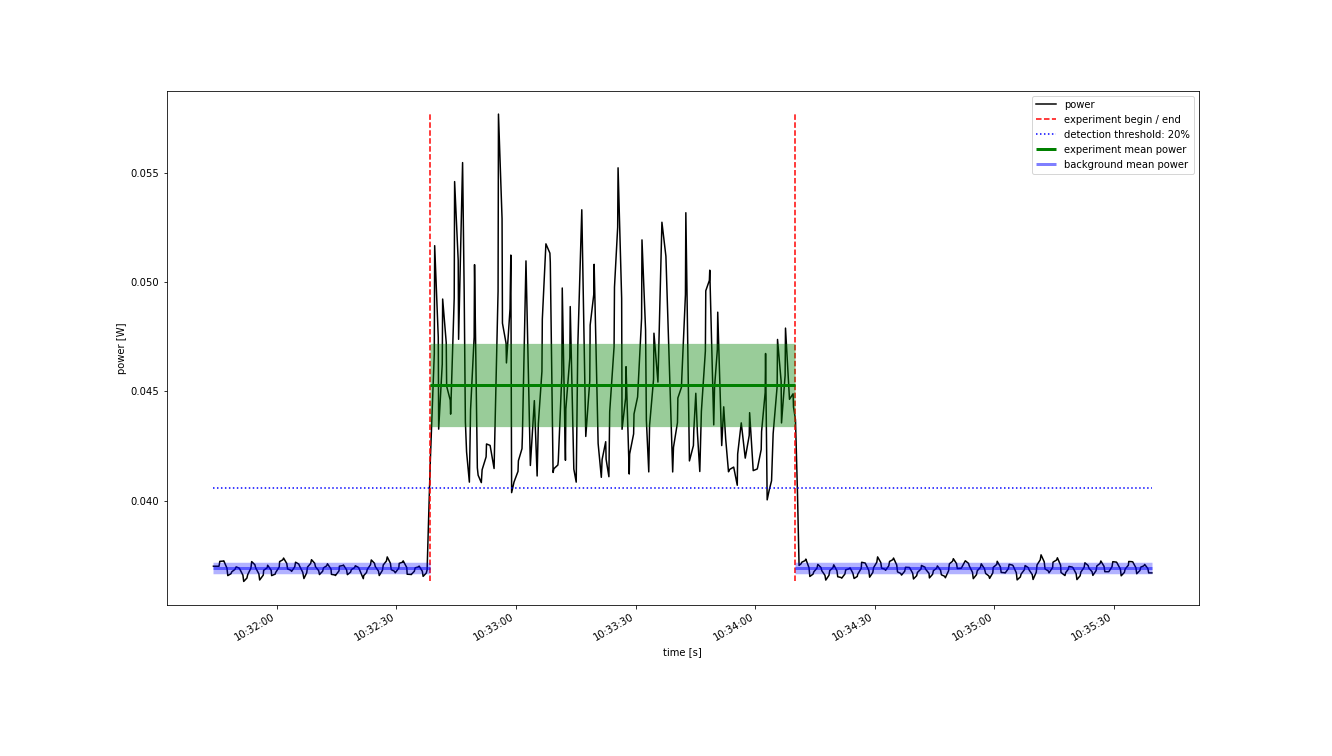 power
experiment begin / end
detection threshold: 20%
experiment mean power
background mean power
0.055
0.050
0.045
0.040
power [W]
10:32:00
10:32:30
10:33:00
10:33:30
10:34:00
10:34:30
10:35:00
10:35:30
time [s]